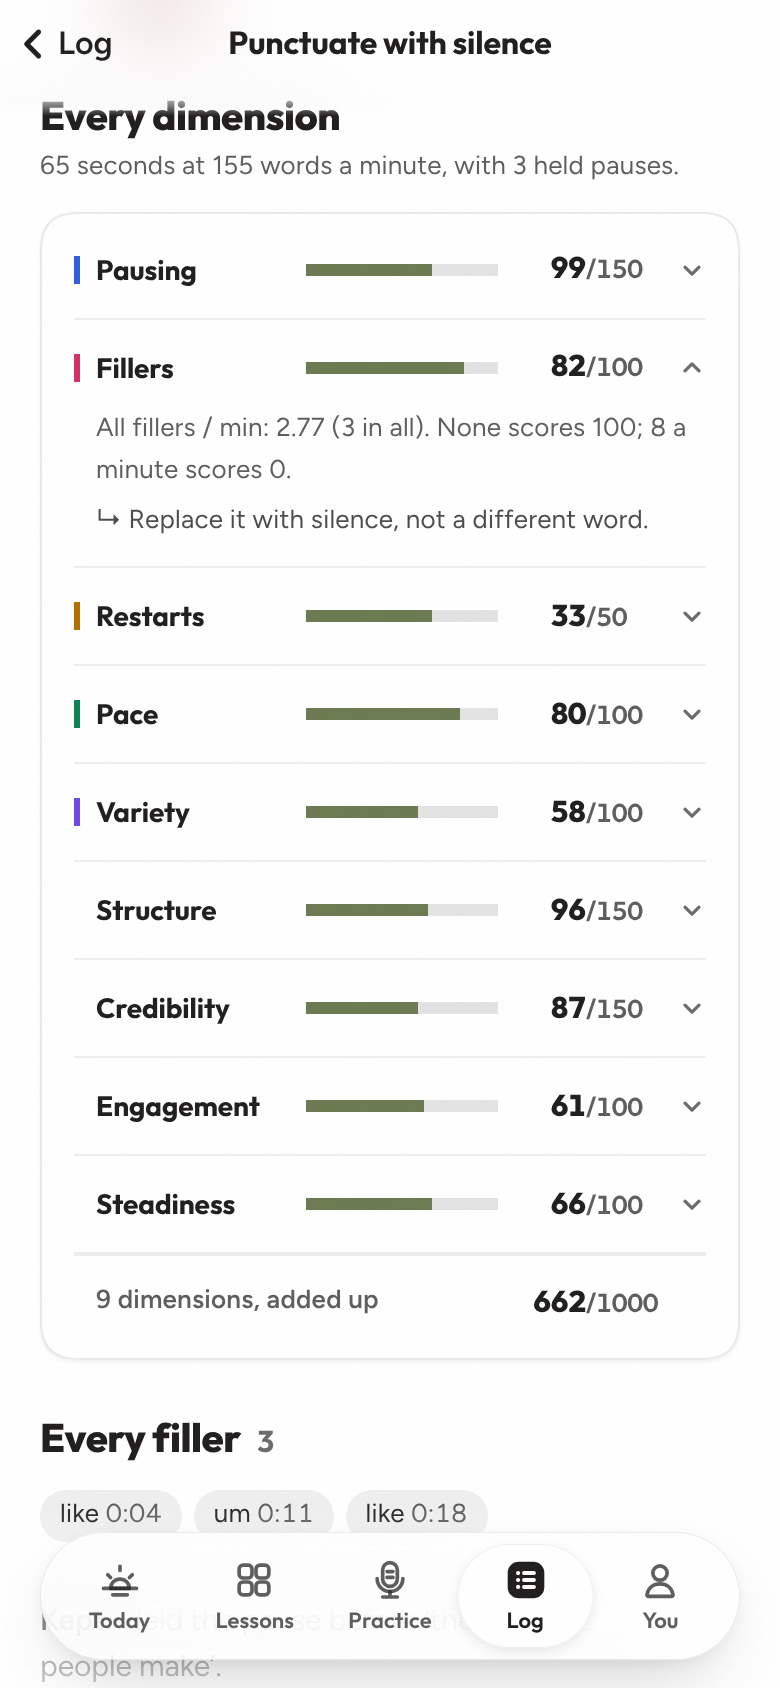 Log
Punctuate with silence
Every dimension
65 seconds at 155 words a minute, with 3 held pauses.
Pausing 99/150
Fillers 82/100
All fillers / min: 2.77 (3 in all). None scores 100; 8 a
minute scores 0.
↳ Replace it with silence, not a different word.
Restarts 33/50
Pace 80/100
Variety 58/100
Structure 96/150
Credibility 87/150
Engagement 61/100
Steadiness 66/100
9 dimensions, added up 662/1000
Every filler 3
like 0:04 um 0:11 like 0:18
Today Lessons Practice Log You
people make'.